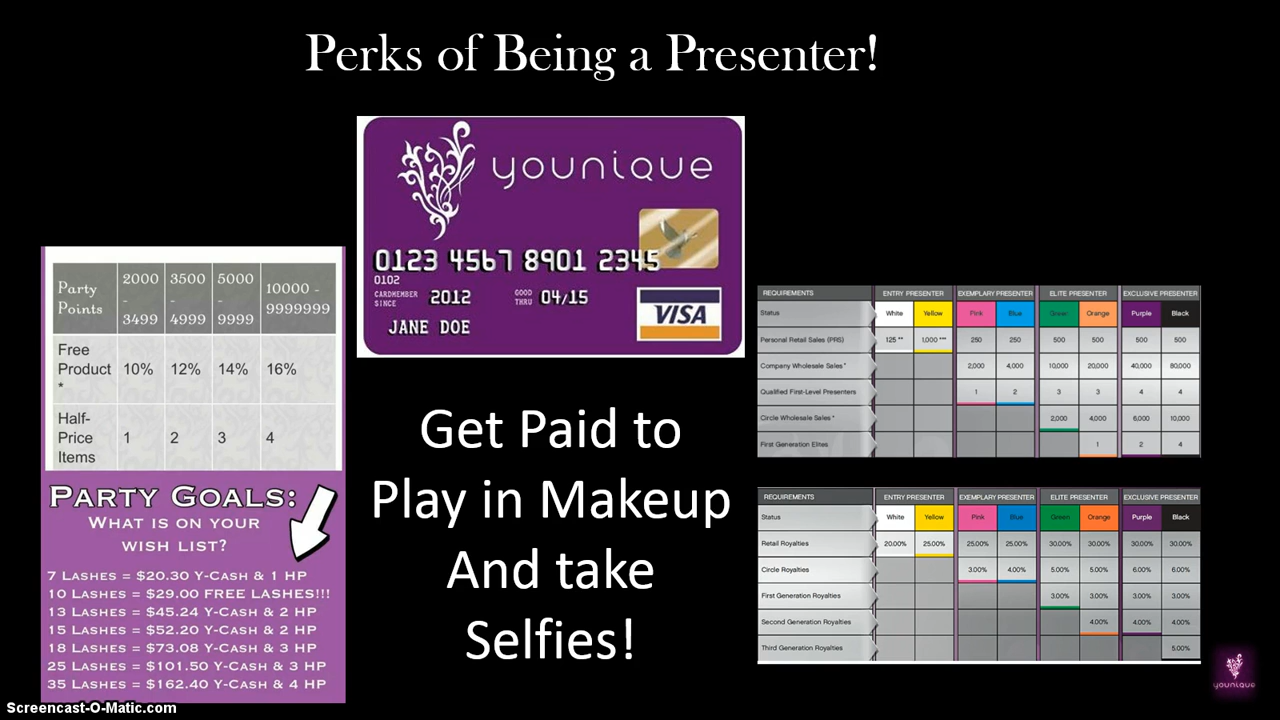 Perks of Being a Presenter!
younique
0123 4567 8901 2345
0102
CARDMEMBER SINCE 2012 GOOD THRU 04/15
JANE DOE
VISA
Get Paid to
Play in Makeup
And take
Selfies!
Party Points 2000 - 3499 3500 - 4999 5000 - 9999 10000 - 9999999
Free Product * 10% 12% 14% 16%
Half-Price Items 1 2 3 4
PARTY GOALS:
WHAT IS ON YOUR
WISH LIST?
7 LASHES = $20.30 Y-CASH & 1 HP
10 LASHES = $29.00 FREE LASHES!!!
13 LASHES = $45.24 Y-CASH & 2 HP
15 LASHES = $52.20 Y-CASH & 2 HP
18 LASHES = $73.08 Y-CASH & 3 HP
25 LASHES = $101.50 Y-CASH & 3 HP
35 LASHES = $162.40 Y-CASH & 4 HP
REQUIREMENTS ENTRY PRESENTER EXEMPLARY PRESENTER ELITE PRESENTER EXCLUSIVE PRESENTER
Status White Yellow Pink Blue Green Orange Purple Black
Personal Retail Sales (PRS) 125 ** 1,000 *** 250 250 500 500 500 500
Company Wholesale Sales* 2,000 4,000 10,000 20,000 40,000 80,000
Qualified First-Level Presenters 1 2 3 3 4 4
Circle Wholesale Sales * 2,000 4,000 6,000 10,000
First Generation Elites 1 2 4
REQUIREMENTS ENTRY PRESENTER EXEMPLARY PRESENTER ELITE PRESENTER EXCLUSIVE PRESENTER
Status White Yellow Pink Blue Green Orange Purple Black
Retail Royalties 20.00% 25.00% 25.00% 25.00% 30.00% 30.00% 30.00% 30.00%
Circle Royalties 3.00% 4.00% 5.00% 5.00% 6.00% 6.00%
First Generation Royalties 3.00% 3.00% 3.00% 3.00%
Second Generation Royalties 4.00% 4.00% 4.00%
Third Generation Royalties 5.00%
younique
Screencast-O-Matic.com